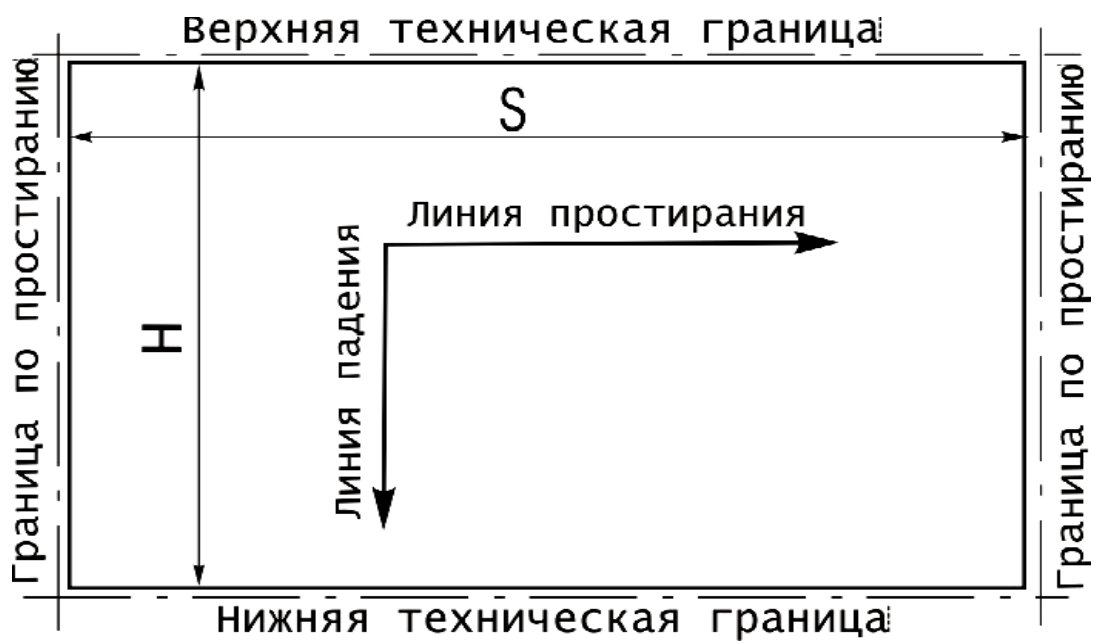 Верхняя техническая граница
Граница по простиранию
S
Линия простирания
Линия падения
H
Граница по простиранию
Нижняя техническая граница